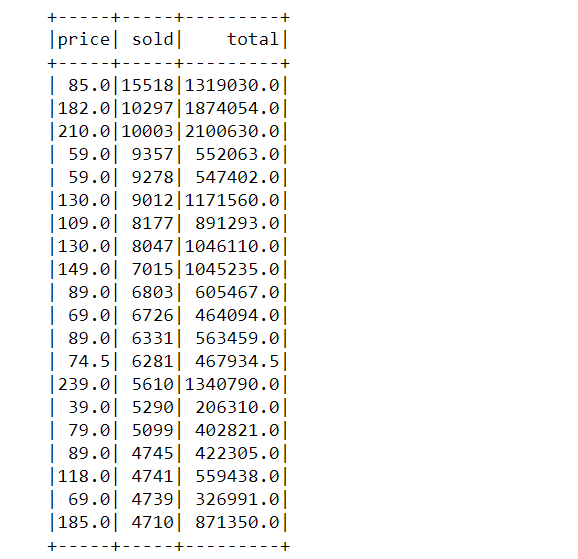 +-----+-----+---------+
|price| sold|    total|
+-----+-----+---------+
| 85.0|15518|1319030.0|
|182.0|10297|1874054.0|
|210.0|10003|2100630.0|
| 59.0| 9357| 552063.0|
| 59.0| 9278| 547402.0|
|130.0| 9012|1171560.0|
|109.0| 8177| 891293.0|
|130.0| 8047|1046110.0|
|149.0| 7015|1045235.0|
| 89.0| 6803| 605467.0|
| 69.0| 6726| 464094.0|
| 89.0| 6331| 563459.0|
| 74.5| 6281| 467934.5|
|239.0| 5610|1340790.0|
| 39.0| 5290| 206310.0|
| 79.0| 5099| 402821.0|
| 89.0| 4745| 422305.0|
|118.0| 4741| 559438.0|
| 69.0| 4739| 326991.0|
|185.0| 4710| 871350.0|
+-----+-----+---------+